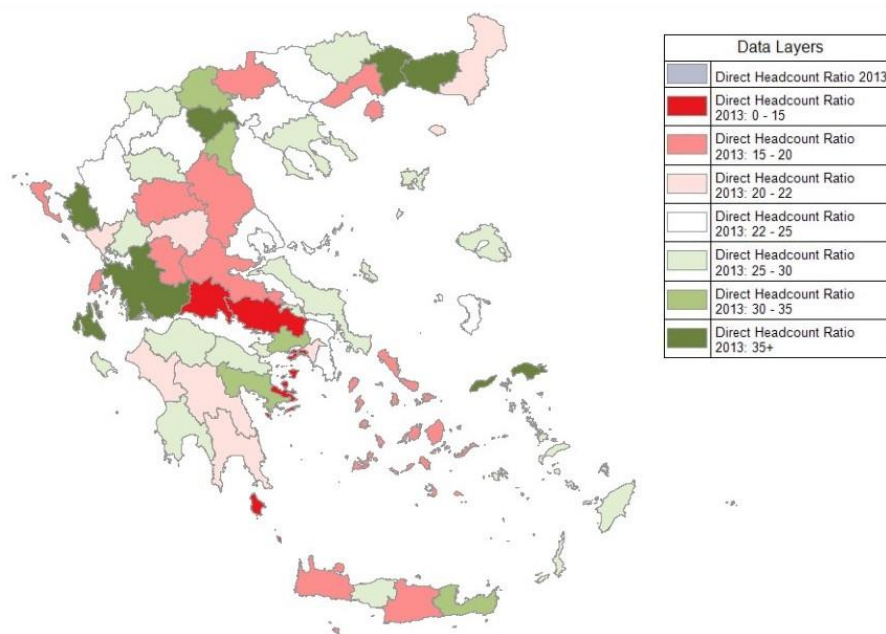 Data Layers
Direct Headcount Ratio 2013
Direct Headcount Ratio
2013: 0 - 15
Direct Headcount Ratio
2013: 15 - 20
Direct Headcount Ratio
2013: 20 - 22
Direct Headcount Ratio
2013: 22 - 25
Direct Headcount Ratio
2013: 25 - 30
Direct Headcount Ratio
2013: 30 - 35
Direct Headcount Ratio
2013: 35+